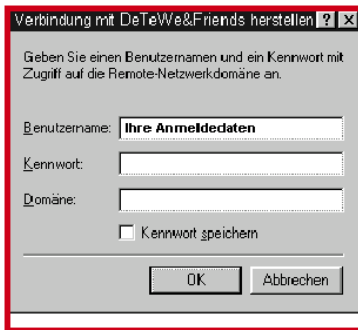 Verbindung mit DeTeWe&Friends herstellen ? X
Geben Sie einen Benutzernamen und ein Kennwort mit
Zugriff auf die Remote-Netzwerkdomäne an.
Benutzername: Ihre Anmeldedaten
Kennwort:
Domäne:
Kennwort speichern
OK Abbrechen